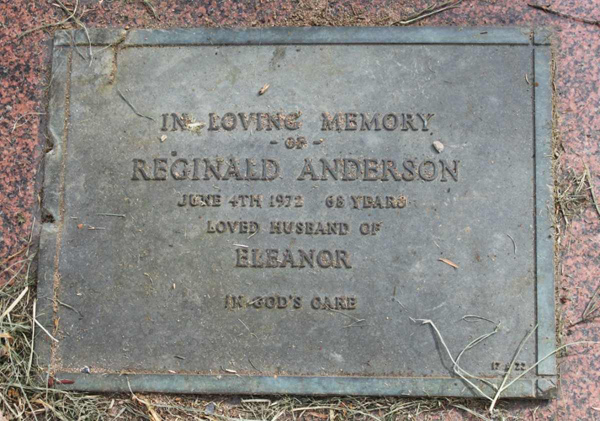 IN LOVING MEMORY
- OF -
REGINALD ANDERSON
JUNE 4TH 1972 68 YEARS
LOVED HUSBAND OF
ELEANOR
IN GOD'S CARE